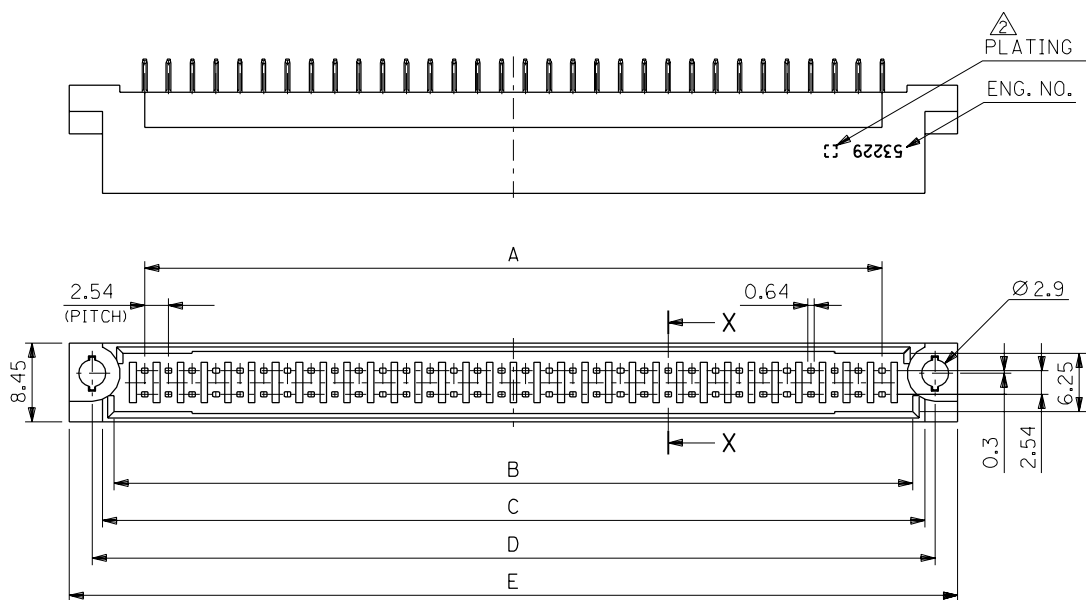 2
PLATING
ENG. NO.
53229
A
2.54
(PITCH)
0.64
Ø2.9
X
8.45
6.25
0.3
2.54
X
B
C
D
E